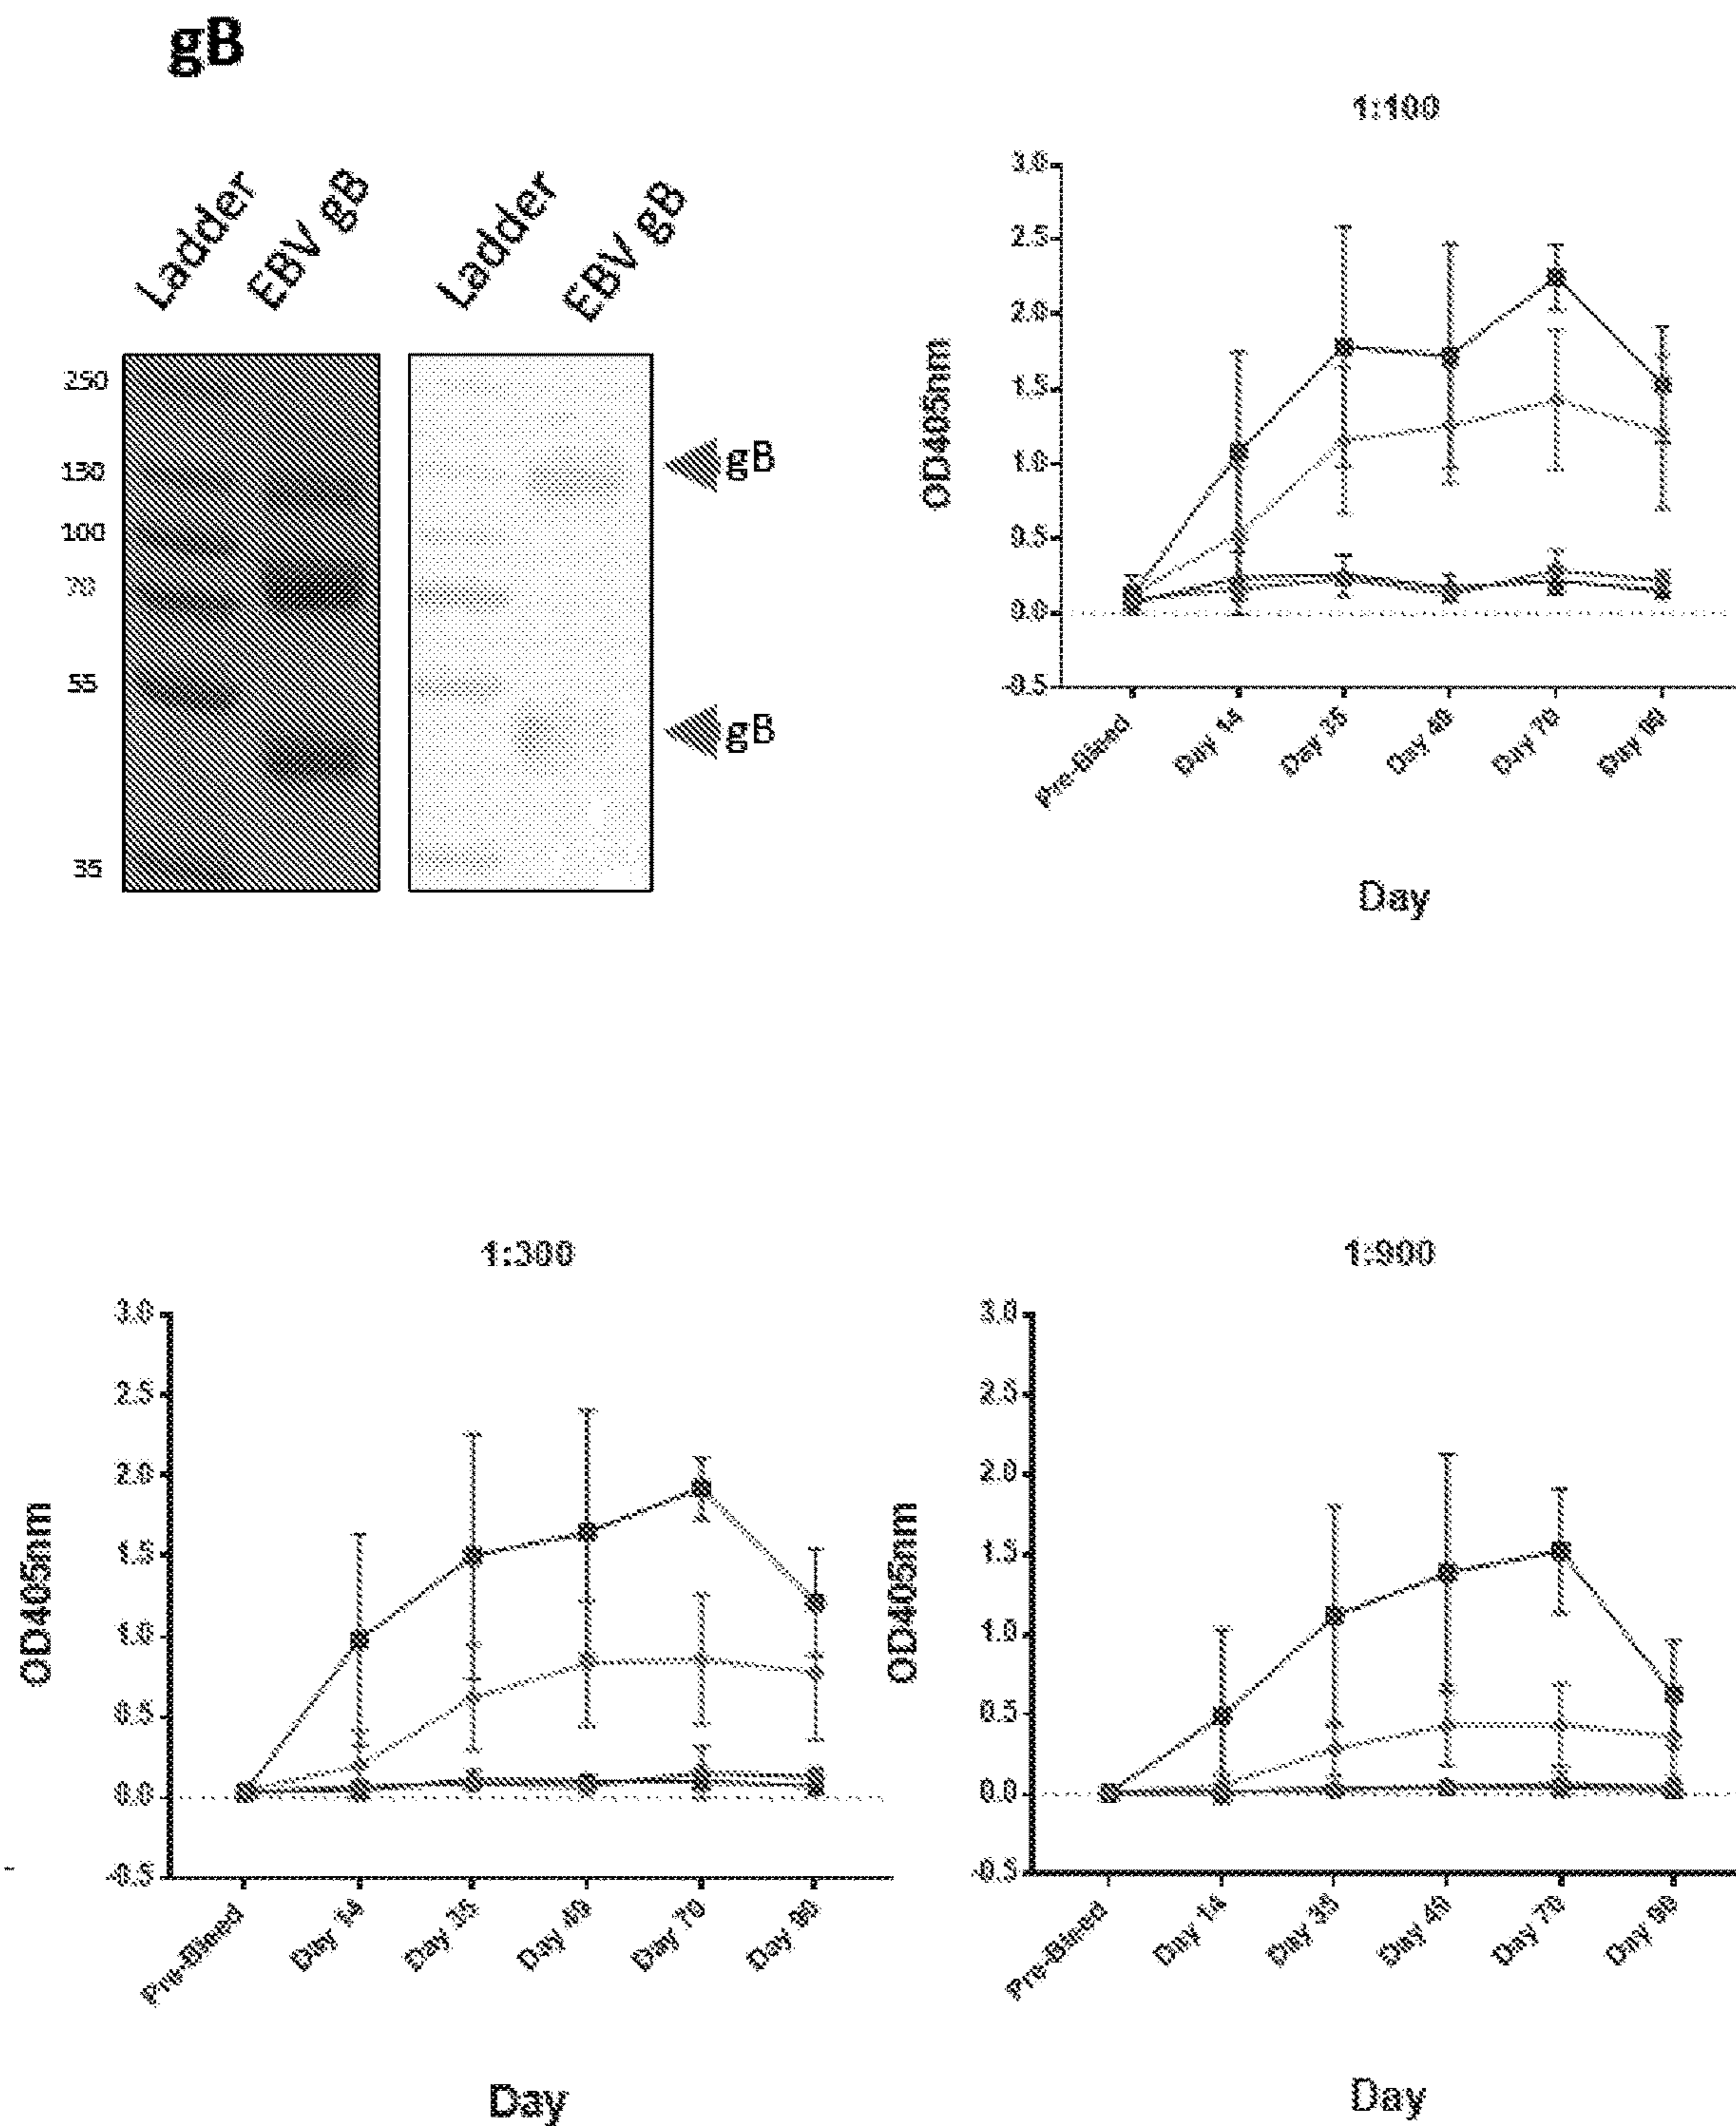 gB
Ladder
EBV gB
Ladder
EBV gB
250
130
100
70
55
35
gB
gB
1:100
OD405nm
3.0
2.5
2.0
1.5
1.0
0.5
0.0
-0.5
Pre-Bleed
Day 14
Day 35
Day 49
Day 70
Day 90
Day
1:300
OD405nm
3.0
2.5
2.0
1.5
1.0
0.5
0.0
-0.5
Pre-Bleed
Day 14
Day 35
Day 49
Day 70
Day 90
Day
1:900
OD405nm
3.0
2.5
2.0
1.5
1.0
0.5
0.0
-0.5
Pre-Bleed
Day 14
Day 35
Day 49
Day 70
Day 90
Day